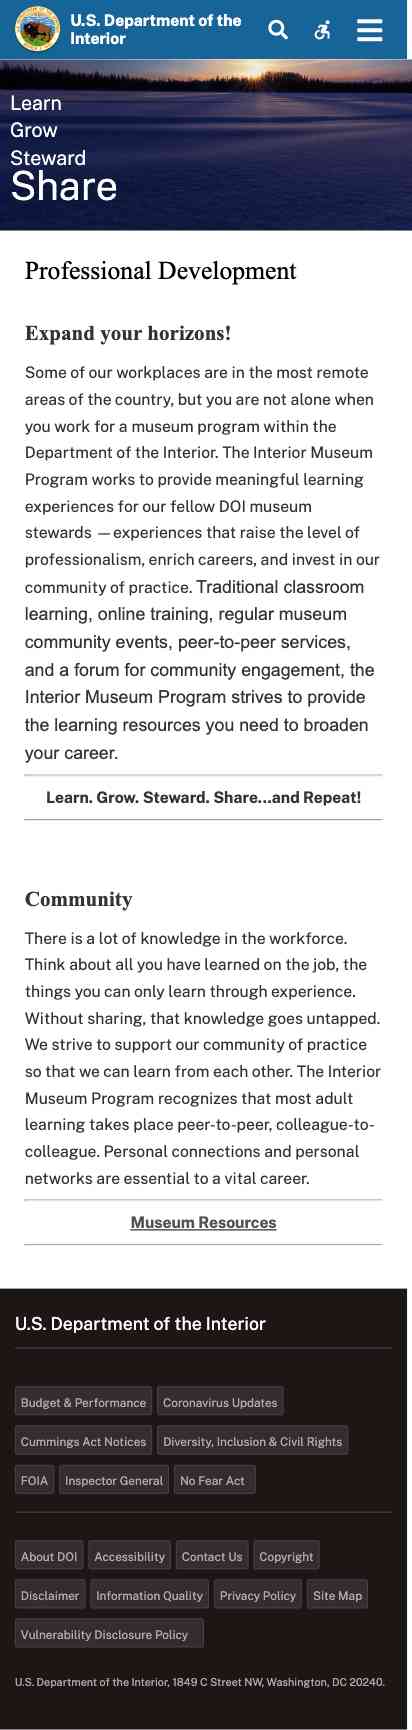 U.S. Department of the
Interior
Learn
Grow
Steward
Share
Professional Development
Expand your horizons!
Some of our workplaces are in the most remote
areas of the country, but you are not alone when
you work for a museum program within the
Department of the Interior. The Interior Museum
Program works to provide meaningful learning
experiences for our fellow DOI museum
stewards —experiences that raise the level of
professionalism, enrich careers, and invest in our
community of practice. Traditional classroom
learning, online training, regular museum
community events, peer-to-peer services,
and a forum for community engagement, the
Interior Museum Program strives to provide
the learning resources you need to broaden
your career.
Learn. Grow. Steward. Share...and Repeat!
Community
There is a lot of knowledge in the workforce.
Think about all you have learned on the job, the
things you can only learn through experience.
Without sharing, that knowledge goes untapped.
We strive to support our community of practice
so that we can learn from each other. The Interior
Museum Program recognizes that most adult
learning takes place peer-to-peer, colleague-to-
colleague. Personal connections and personal
networks are essential to a vital career.
Museum Resources
U.S. Department of the Interior
Budget & Performance Coronavirus Updates
Cummings Act Notices Diversity, Inclusion & Civil Rights
FOIA Inspector General No Fear Act
About DOI Accessibility Contact Us Copyright
Disclaimer Information Quality Privacy Policy Site Map
Vulnerability Disclosure Policy
U.S. Department of the Interior, 1849 C Street NW, Washington, DC 20240.